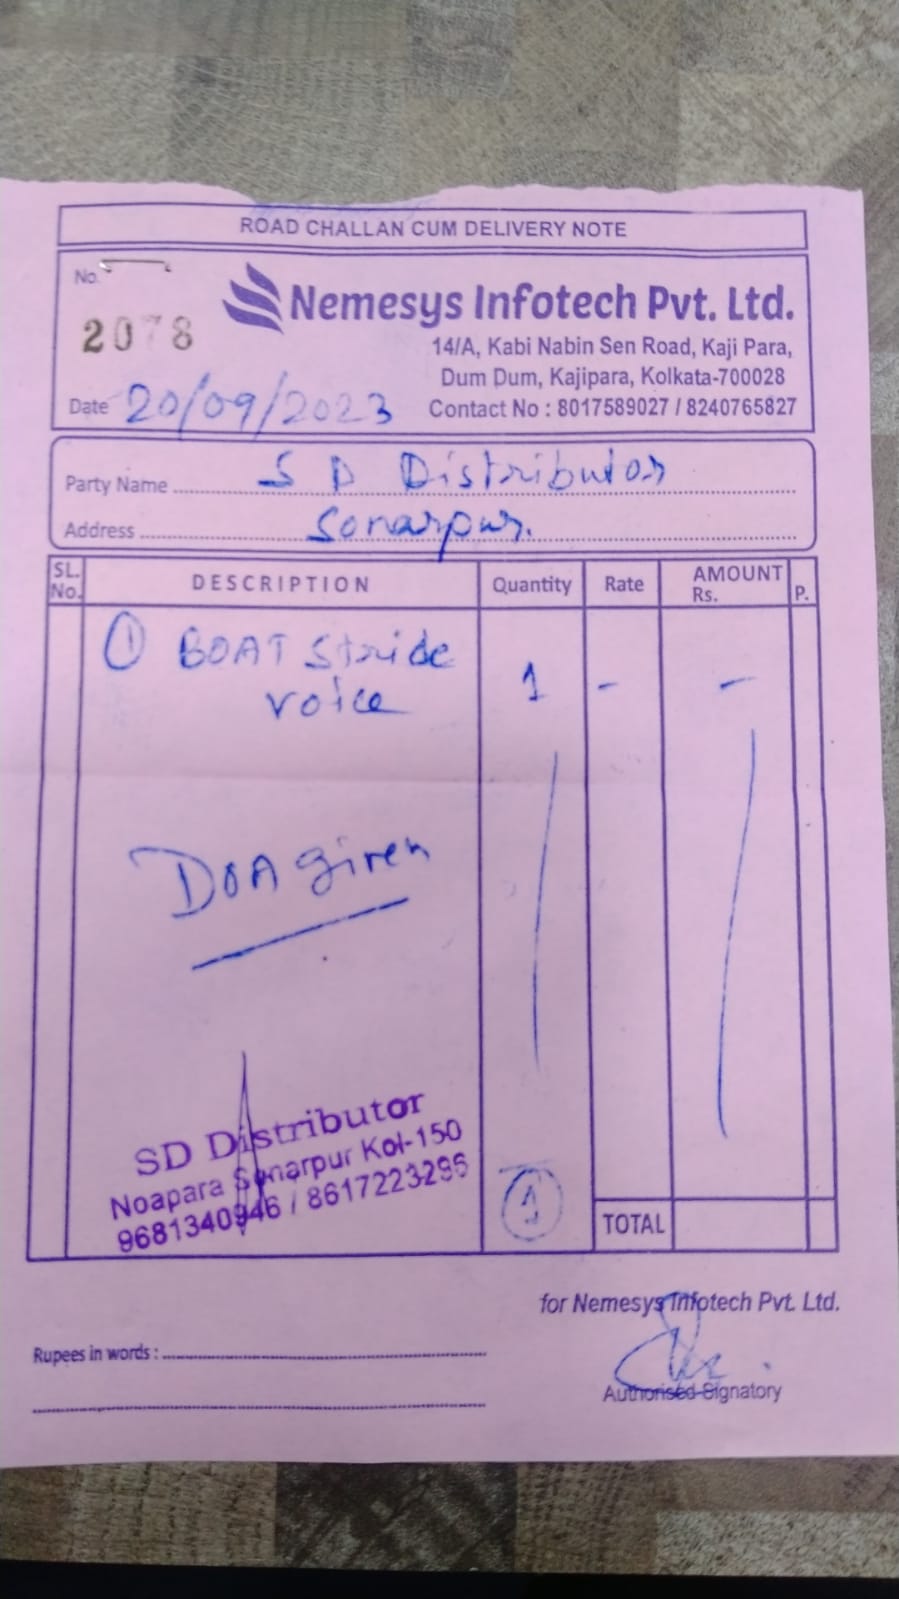 ROAD CHALLAN CUM DELIVERY NOTE
No.
2078
Nemesys Infotech Pvt. Ltd.
14/A, Kabi Nabin Sen Road, Kaji Para,
Dum Dum, Kajipara, Kolkata-700028
Date 20/09/2023
Contact No : 8017589027 / 8240765827
Party Name S D Distributor
Address Sonarpur.
SL. No. DESCRIPTION Quantity Rate AMOUNT Rs. P.
① BOAT Stride
voice 1 - -
DOA given
SD Distributor
Noapara Sonarpur Kol-150
9681340946 / 8617223296
1
TOTAL
for Nemesys Infotech Pvt. Ltd.
Rupees in words :
Authorised Signatory